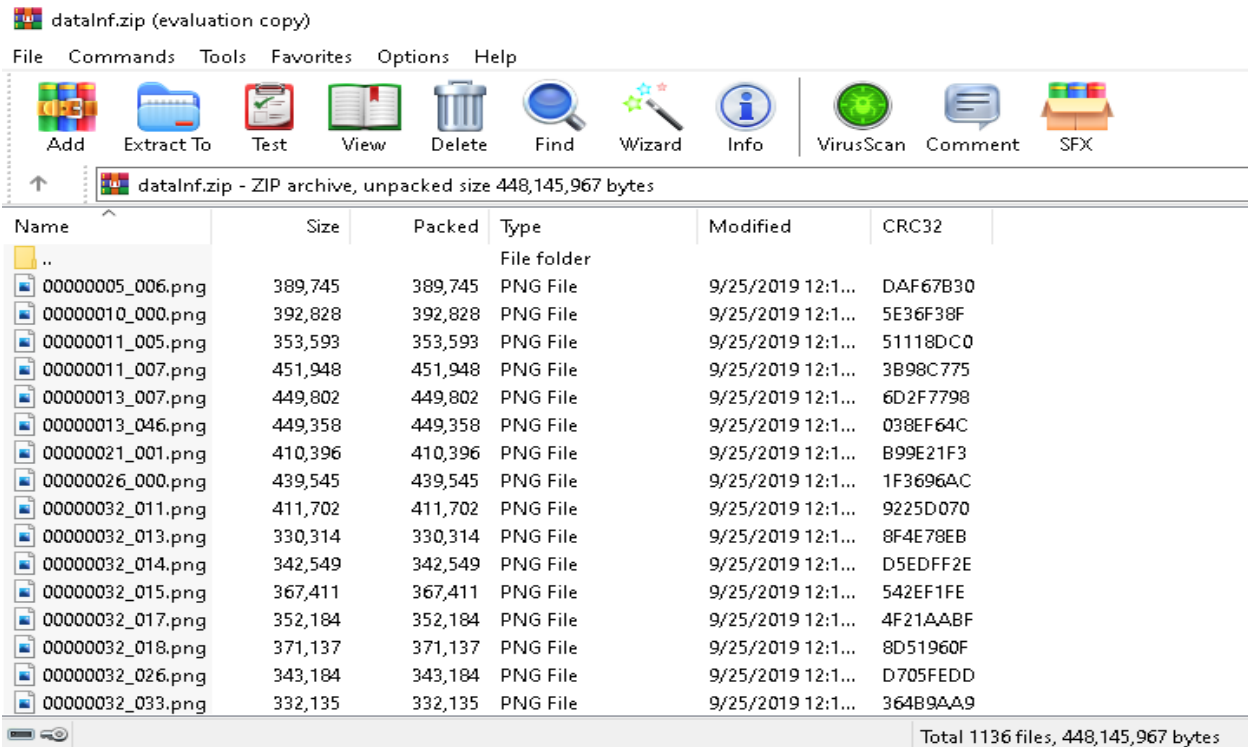 dataInf.zip (evaluation copy)
File Commands Tools Favorites Options Help
Add Extract To Test View Delete Find Wizard Info VirusScan Comment SFX
dataInf.zip - ZIP archive, unpacked size 448,145,967 bytes
Name Size Packed Type Modified CRC32
.. File folder
00000005_006.png 389,745 389,745 PNG File 9/25/2019 12:1... DAF67B30
00000010_000.png 392,828 392,828 PNG File 9/25/2019 12:1... 5E36F38F
00000011_005.png 353,593 353,593 PNG File 9/25/2019 12:1... 51118DC0
00000011_007.png 451,948 451,948 PNG File 9/25/2019 12:1... 3B98C775
00000013_007.png 449,802 449,802 PNG File 9/25/2019 12:1... 6D2F7798
00000013_046.png 449,358 449,358 PNG File 9/25/2019 12:1... 038EF64C
00000021_001.png 410,396 410,396 PNG File 9/25/2019 12:1... B99E21F3
00000026_000.png 439,545 439,545 PNG File 9/25/2019 12:1... 1F3696AC
00000032_011.png 411,702 411,702 PNG File 9/25/2019 12:1... 9225D070
00000032_013.png 330,314 330,314 PNG File 9/25/2019 12:1... 8F4E78EB
00000032_014.png 342,549 342,549 PNG File 9/25/2019 12:1... D5EDFF2E
00000032_015.png 367,411 367,411 PNG File 9/25/2019 12:1... 542EF1FE
00000032_017.png 352,184 352,184 PNG File 9/25/2019 12:1... 4F21AABF
00000032_018.png 371,137 371,137 PNG File 9/25/2019 12:1... 8D51960F
00000032_026.png 343,184 343,184 PNG File 9/25/2019 12:1... D705FEDD
00000032_033.png 332,135 332,135 PNG File 9/25/2019 12:1... 364B9AA9
Total 1136 files, 448,145,967 bytes